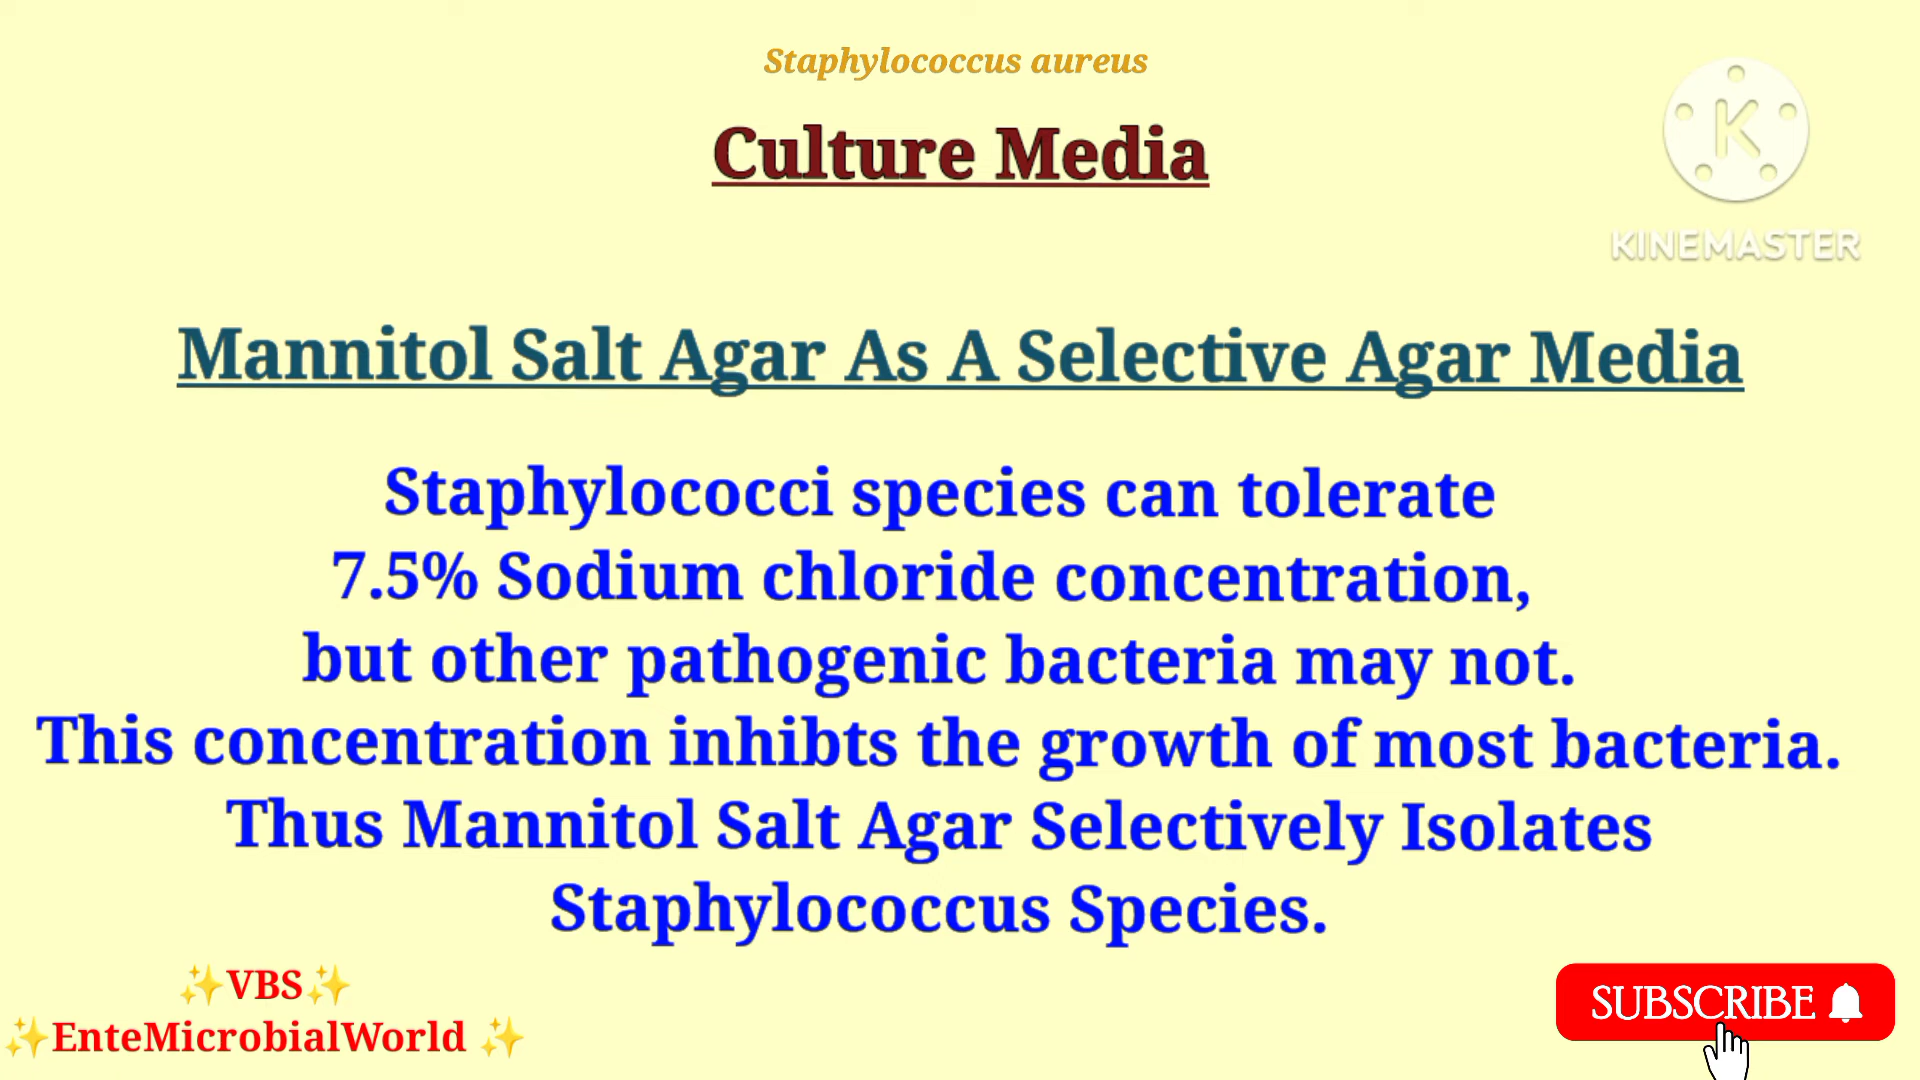 Staphylococcus aureus
Culture Media
K
KINEMASTER
Mannitol Salt Agar As A Selective Agar Media
Staphylococci species can tolerate
7.5% Sodium chloride concentration,
but other pathogenic bacteria may not.
This concentration inhibts the growth of most bacteria.
Thus Mannitol Salt Agar Selectively Isolates
Staphylococcus Species.
✨VBS✨
✨EnteMicrobialWorld ✨
SUBSCRIBE